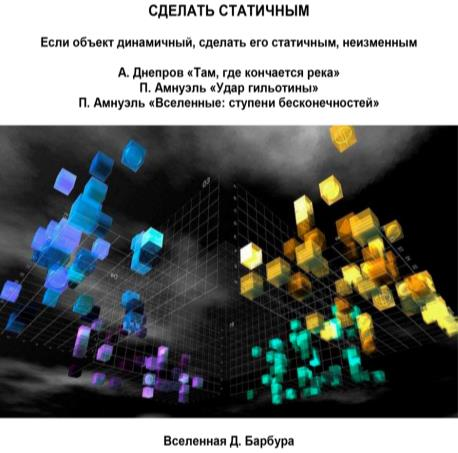 СДЕЛАТЬ СТАТИЧНЫМ
Если объект динамичный, сделать его статичным, неизменным
А. Днепров «Там, где кончается река»
П. Амнуэль «Удар гильотины»
П. Амнуэль «Вселенные: ступени бесконечностей»
Вселенная Д. Барбура